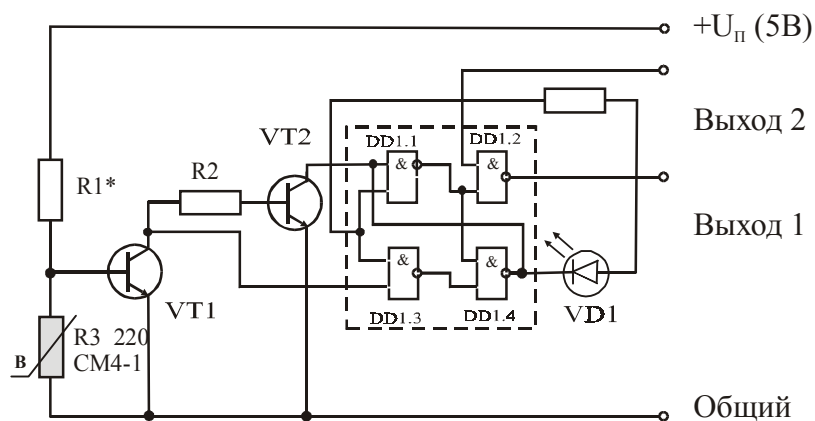 +U_П (5В)
Выход 2
VT2
DD1.1
DD1.2
&
&
R1*
R2
Выход 1
&
&
VT1
DD1.3
DD1.4
VD1
R3 220
СМ4-1
В
Общий